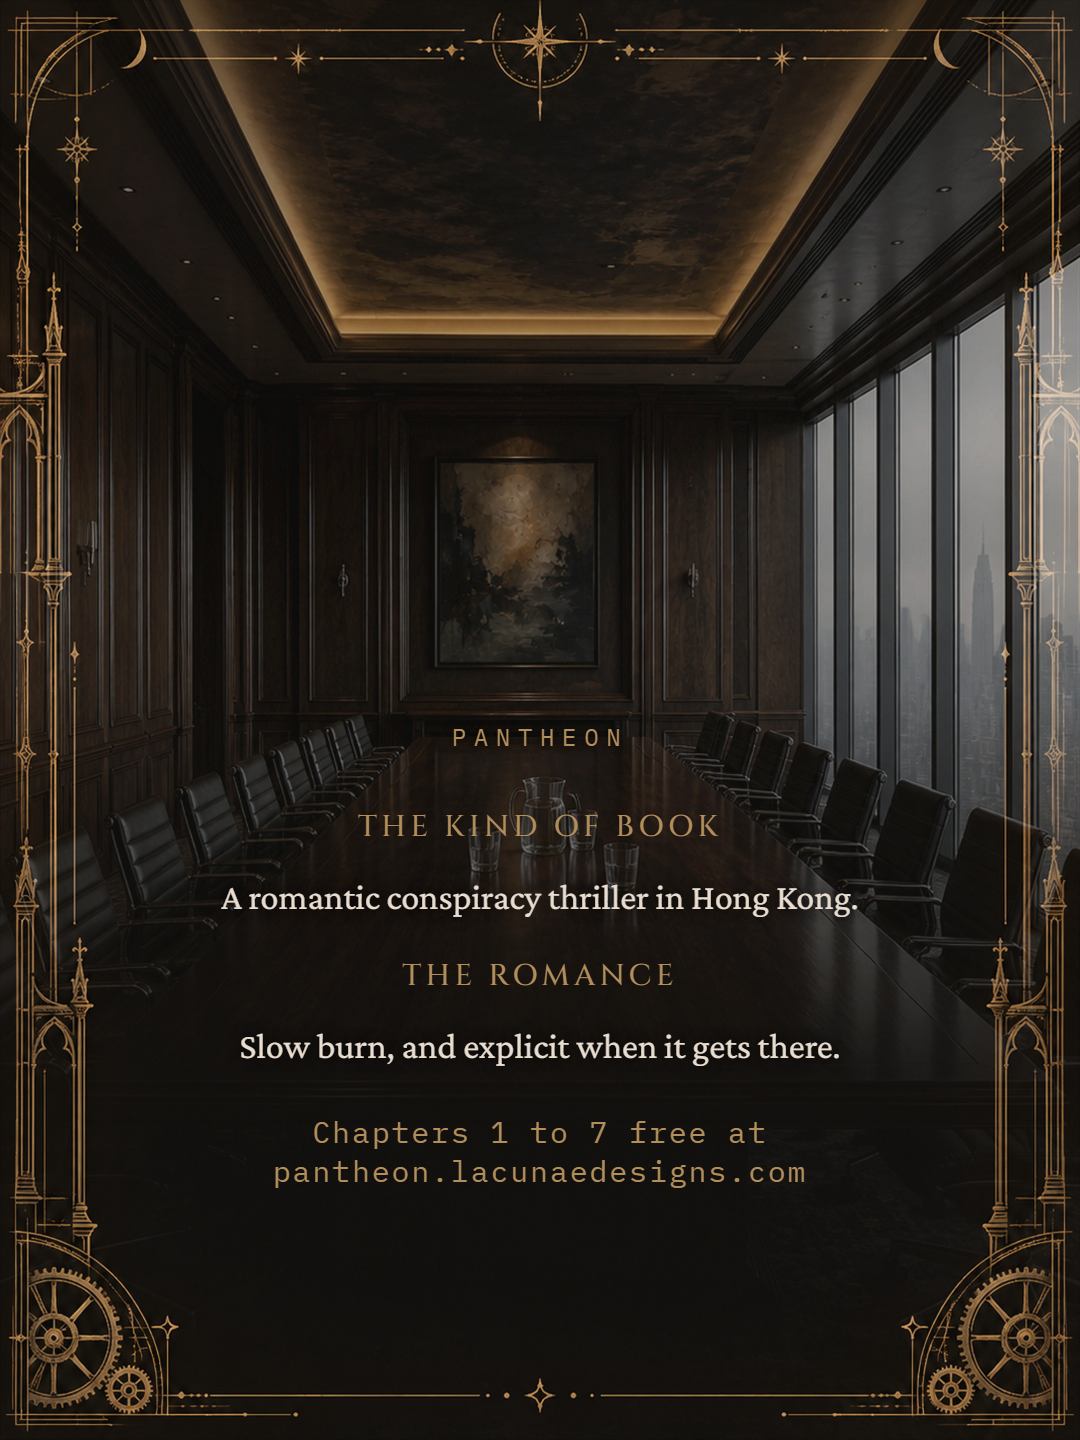 PANTHEON
THE KIND OF BOOK
A romantic conspiracy thriller in Hong Kong.
THE ROMANCE
Slow burn, and explicit when it gets there.
Chapters 1 to 7 free at
pantheon.lacunaedesigns.com